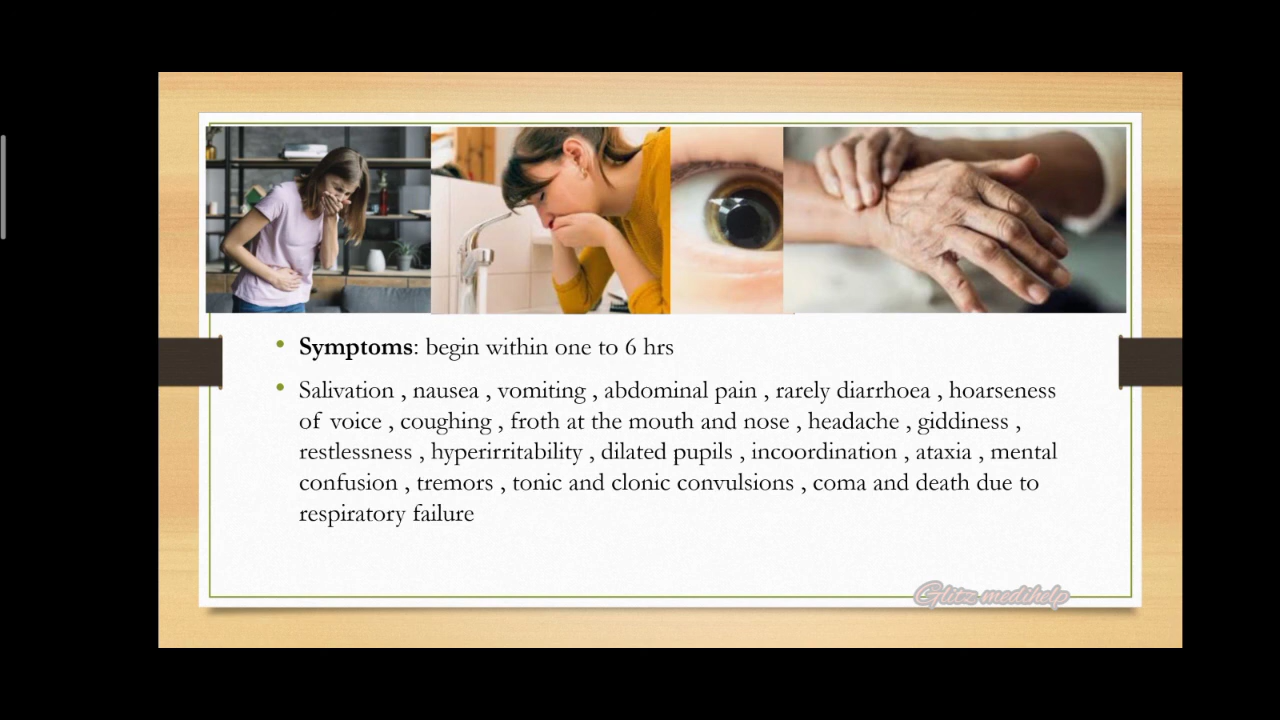 Symptoms: begin within one to 6 hrs
Salivation , nausea , vomiting , abdominal pain , rarely diarrhoea , hoarseness
of voice , coughing , froth at the mouth and nose , headache , giddiness ,
restlessness , hyperirritability , dilated pupils , incoordination , ataxia , mental
confusion , tremors , tonic and clonic convulsions , coma and death due to
respiratory failure
Glitz medihelp